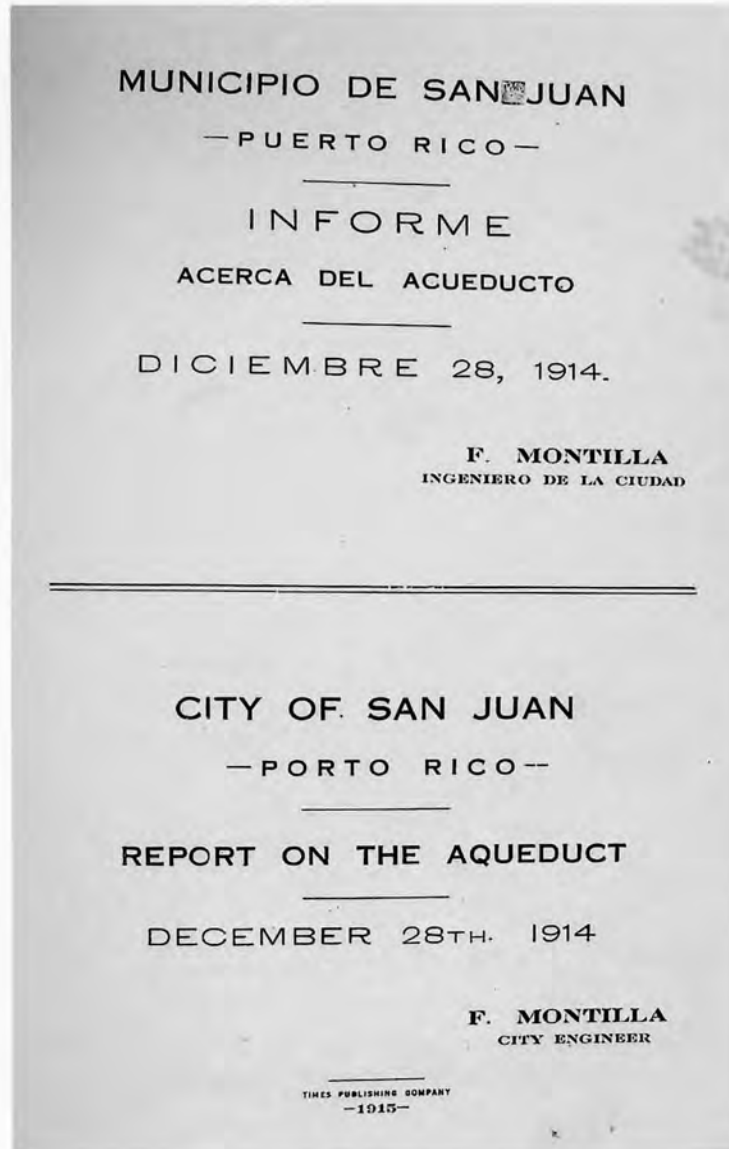 MUNICIPIO DE SAN JUAN
—PUERTO RICO—
INFORME
ACERCA DEL ACUEDUCTO
DICIEMBRE 28, 1914.
F. MONTILLA
INGENIERO DE LA CIUDAD
CITY OF. SAN JUAN
—PORTO RICO--
REPORT ON THE AQUEDUCT
DECEMBER 28TH. 1914
F. MONTILLA
CITY ENGINEER
TIMES PUBLISHING COMPANY
—1915—